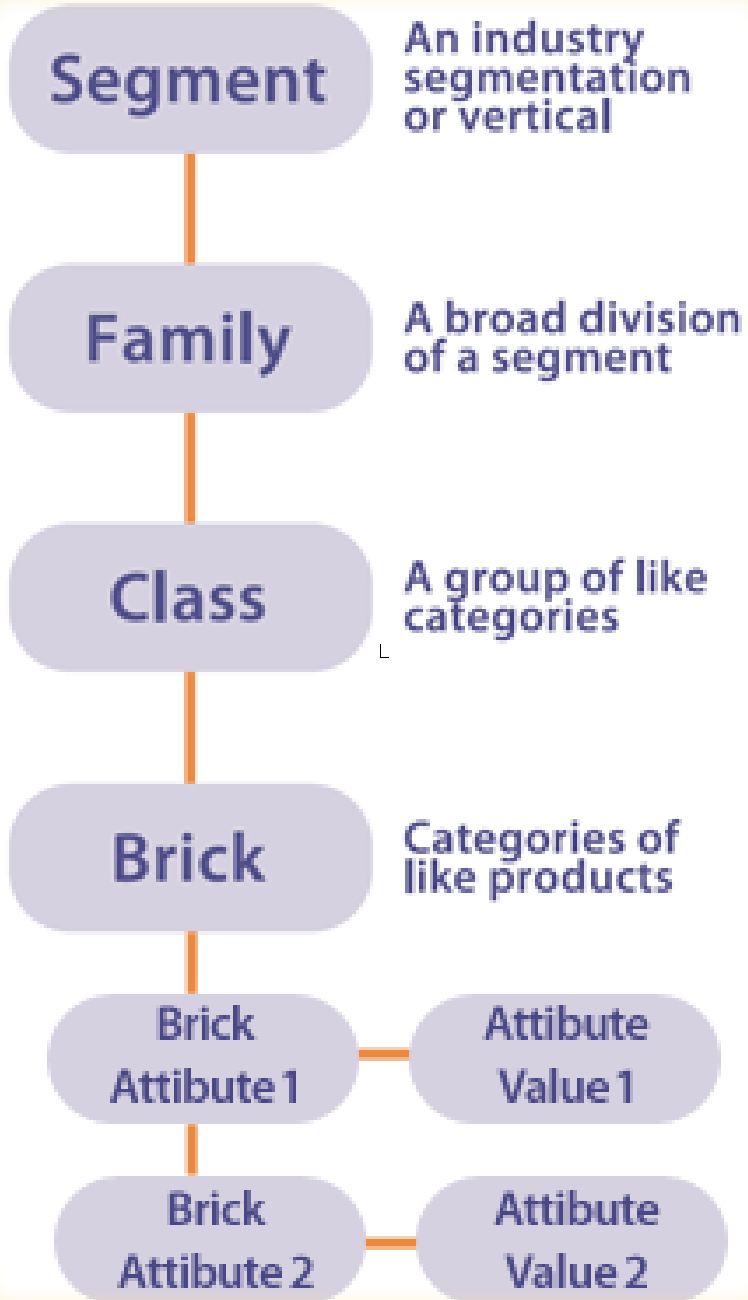 Segment
An industry
segmentation
or vertical
Family
A broad division
of a segment
Class
A group of like
categories
Brick
Categories of
like products
Brick
Attibute 1
Attibute
Value 1
Brick
Attibute 2
Attibute
Value 2